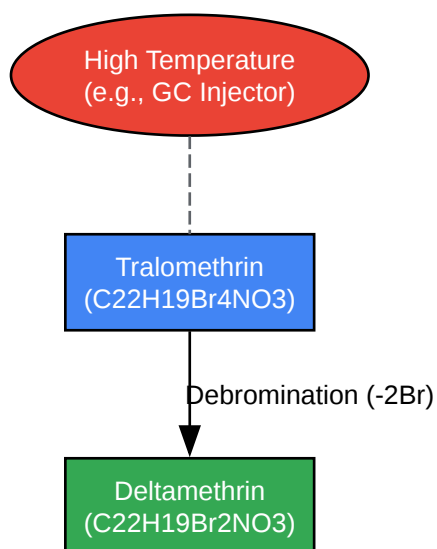 High Temperature
(e.g., GC Injector)
Tralomethrin
(C22H19Br4NO3)
Debromination (-2Br)
Deltamethrin
(C22H19Br2NO3)